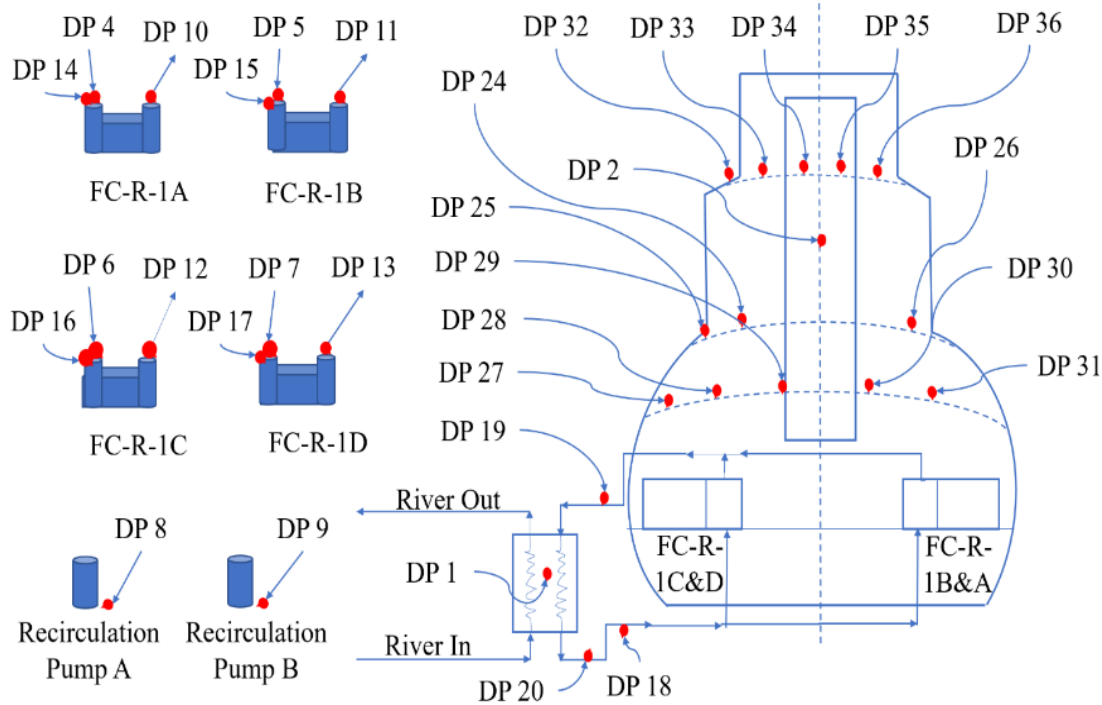 DP 4
DP 10
DP 14
FC-R-1A
DP 5
DP 11
DP 15
FC-R-1B
DP 6
DP 12
DP 16
FC-R-1C
DP 7
DP 13
DP 17
FC-R-1D
DP 8
Recirculation
Pump A
DP 9
Recirculation
Pump B
DP 32
DP 33
DP 34
DP 35
DP 36
DP 24
DP 2
DP 26
DP 25
DP 29
DP 30
DP 28
DP 27
DP 31
DP 19
River Out
DP 1
River In
DP 20
DP 18
FC-R-
1C&D
FC-R-
1B&A